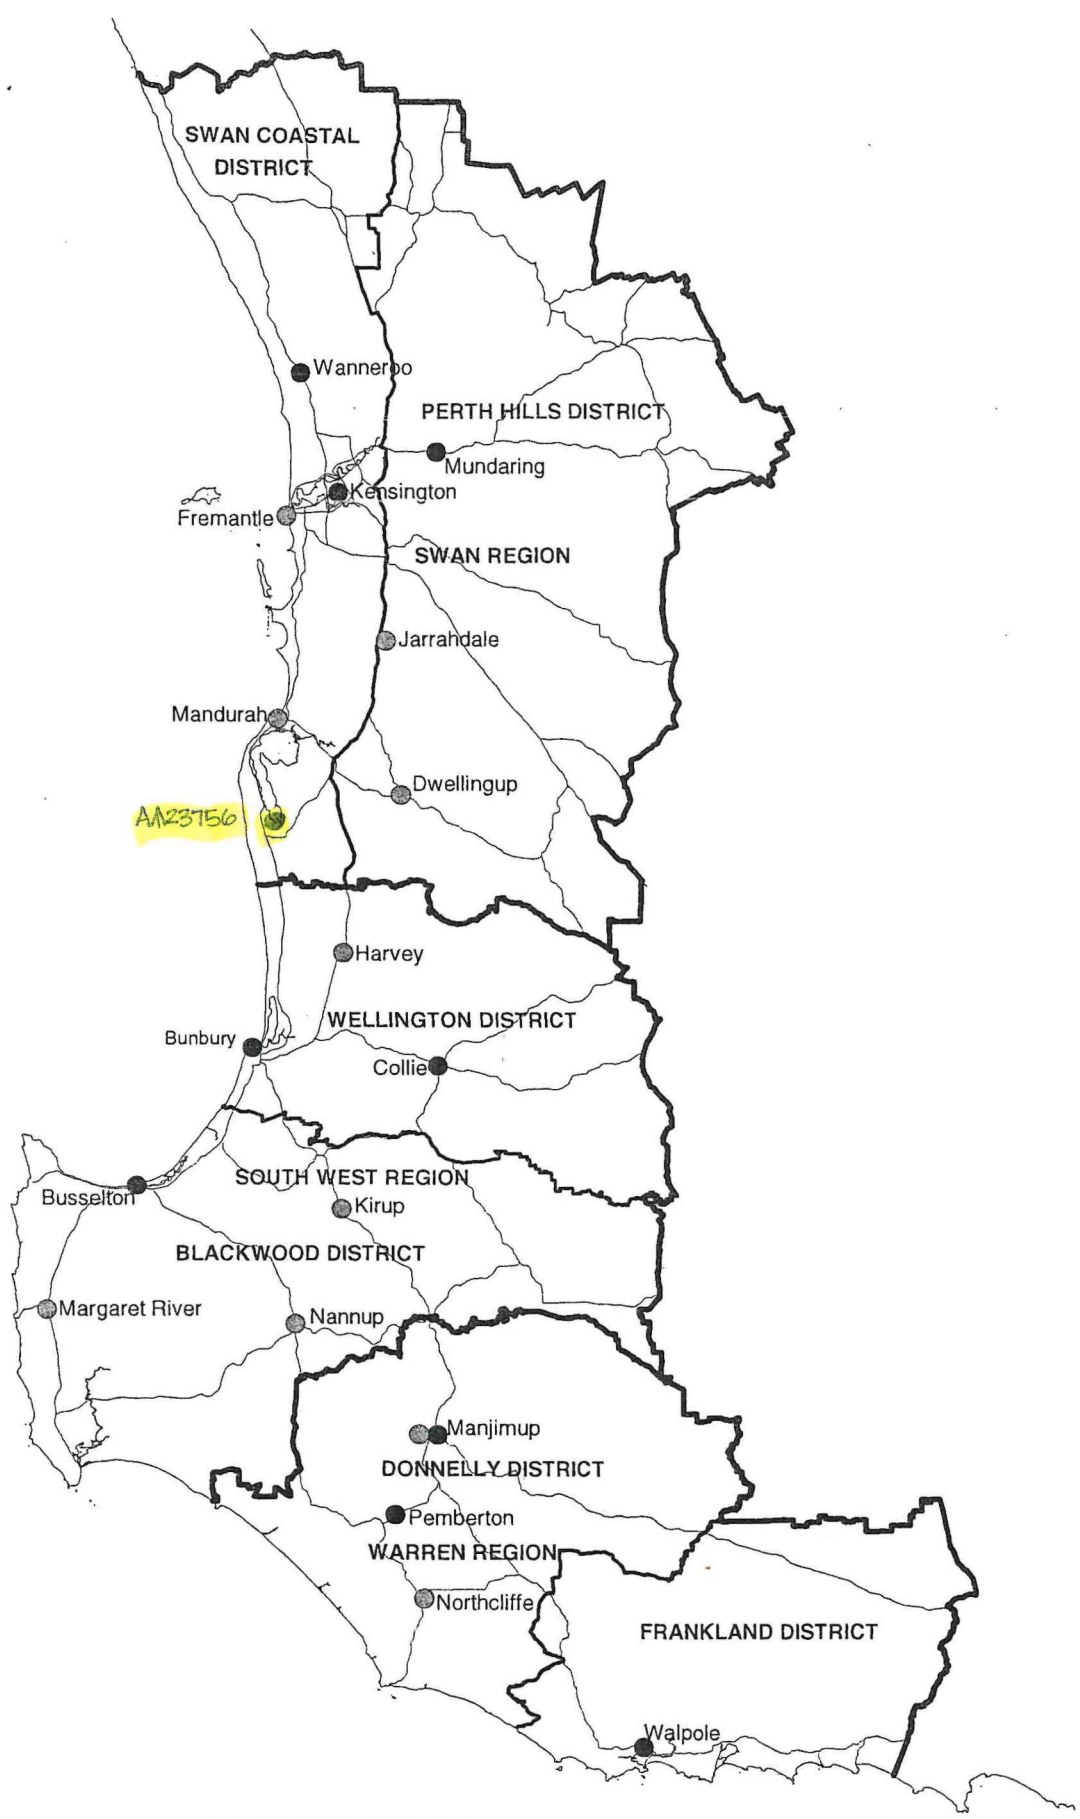 SWAN COASTAL
DISTRICT
Wanneroo
PERTH HILLS DISTRICT
Mundaring
Kensington
Fremantle
SWAN REGION
Jarrahdale
Mandurah
Dwellingup
AA23756
Harvey
WELLINGTON DISTRICT
Bunbury
Collie
SOUTH WEST REGION
Busselton
Kirup
BLACKWOOD DISTRICT
Margaret River
Nannup
Manjimup
DONNELLY DISTRICT
Pemberton
WARREN REGION
Northcliffe
FRANKLAND DISTRICT
Walpole